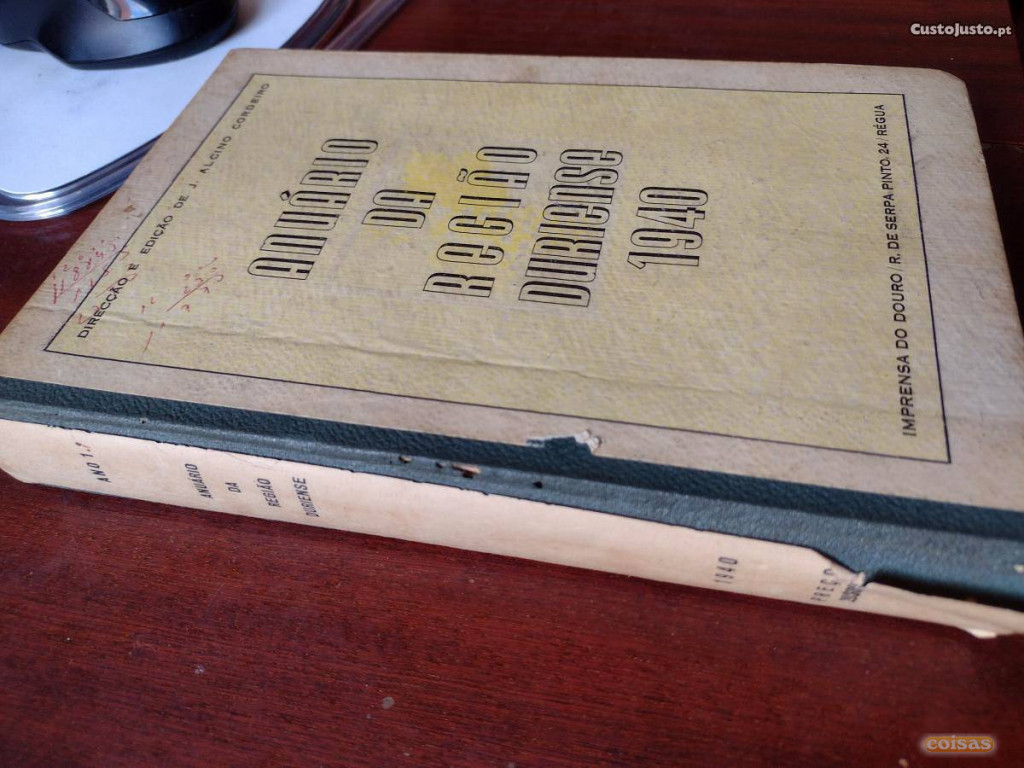 CustoJusto.pt
DIRECÇÃO E EDIÇÃO DE J. ALCINO CORDEIRO
ANUÁRIO
DA
REGIÃO
DURIENSE
1940
IMPRENSA DO DOURO / R. DE SERPA PINTO, 24 / RÉGUA
ANO 1.º
ANUÁRIO
DA
REGIÃO
DURIENSE
1940
coisas